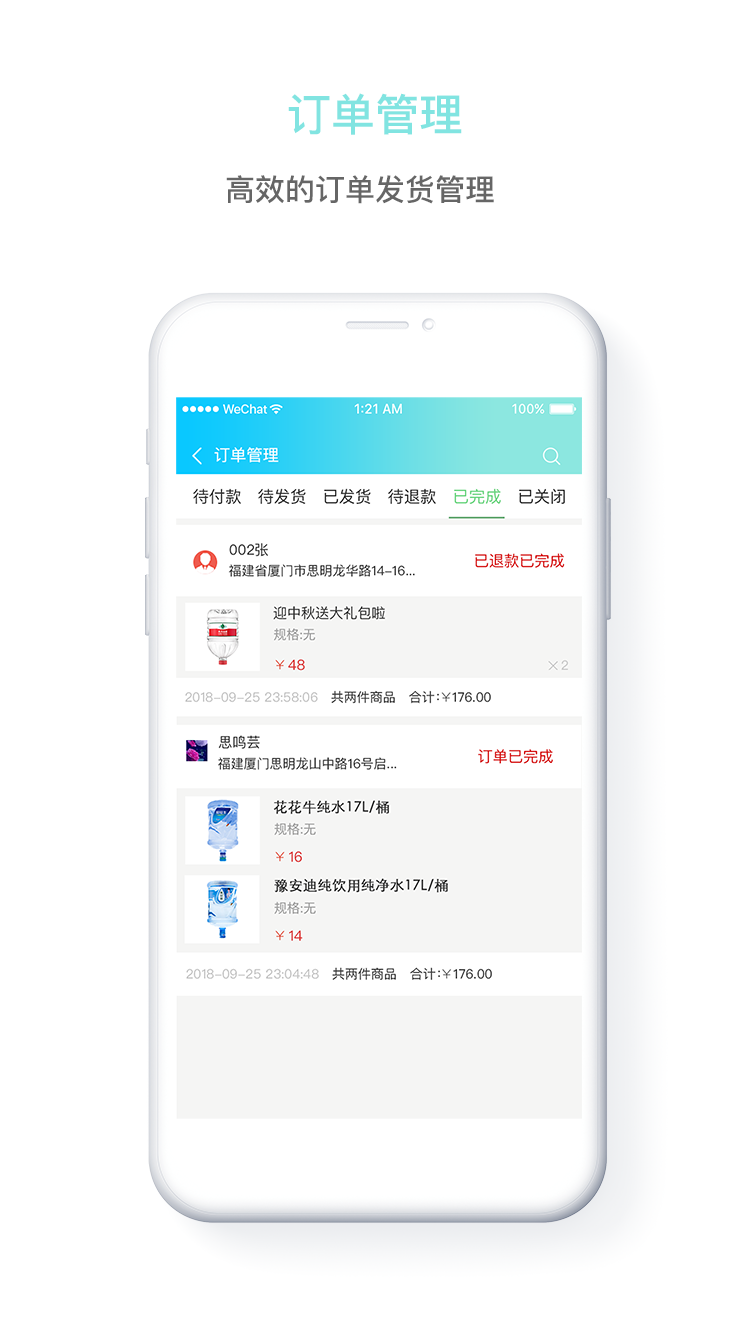 订单管理
高效的订单发货管理
WeChat 1:21 AM 100%
订单管理
待付款 待发货 已发货 待退款 已完成 已关闭
002张
福建省厦门市思明龙华路14-16...
已退款已完成
迎中秋送大礼包啦
规格:无
￥48 ×2
2018-09-25 23:58:06 共两件商品 合计:￥176.00
思鸣芸
福建厦门思明龙山中路16号启...
订单已完成
花花牛纯水17L/桶
规格:无
￥16
豫安迪纯饮用纯净水17L/桶
规格:无
￥14
2018-09-25 23:04:48 共两件商品 合计:￥176.00